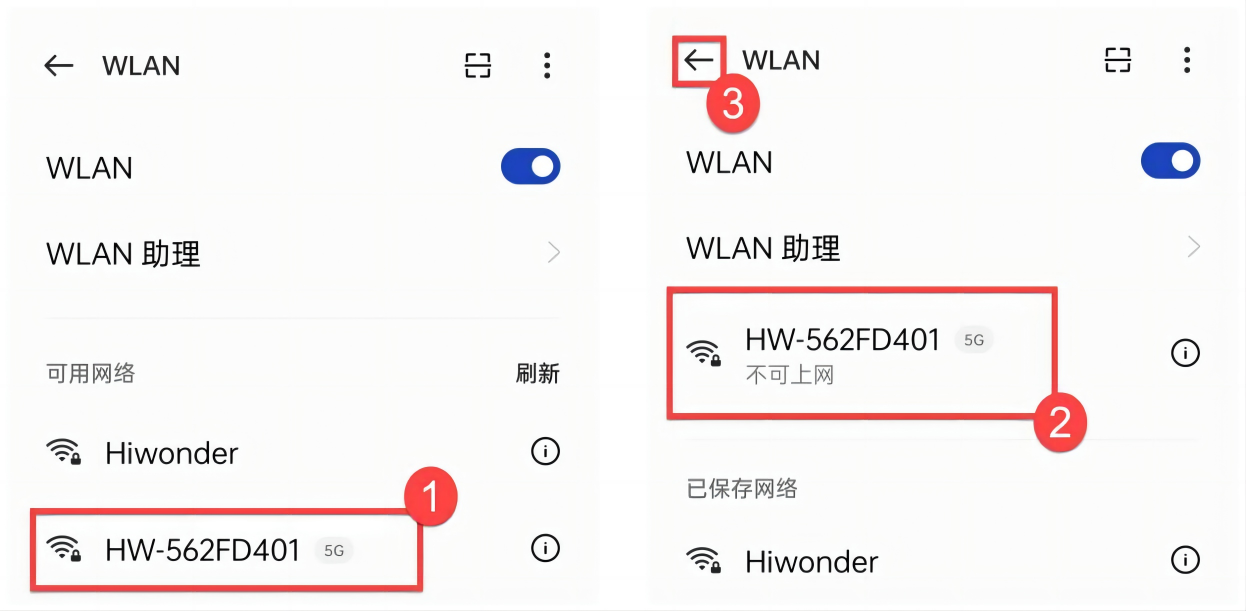 WLAN
WLAN
WLAN 助理
可用网络 刷新
Hiwonder
1
HW-562FD401 5G
WLAN
3
WLAN
WLAN 助理
HW-562FD401 5G
不可上网
2
已保存网络
Hiwonder